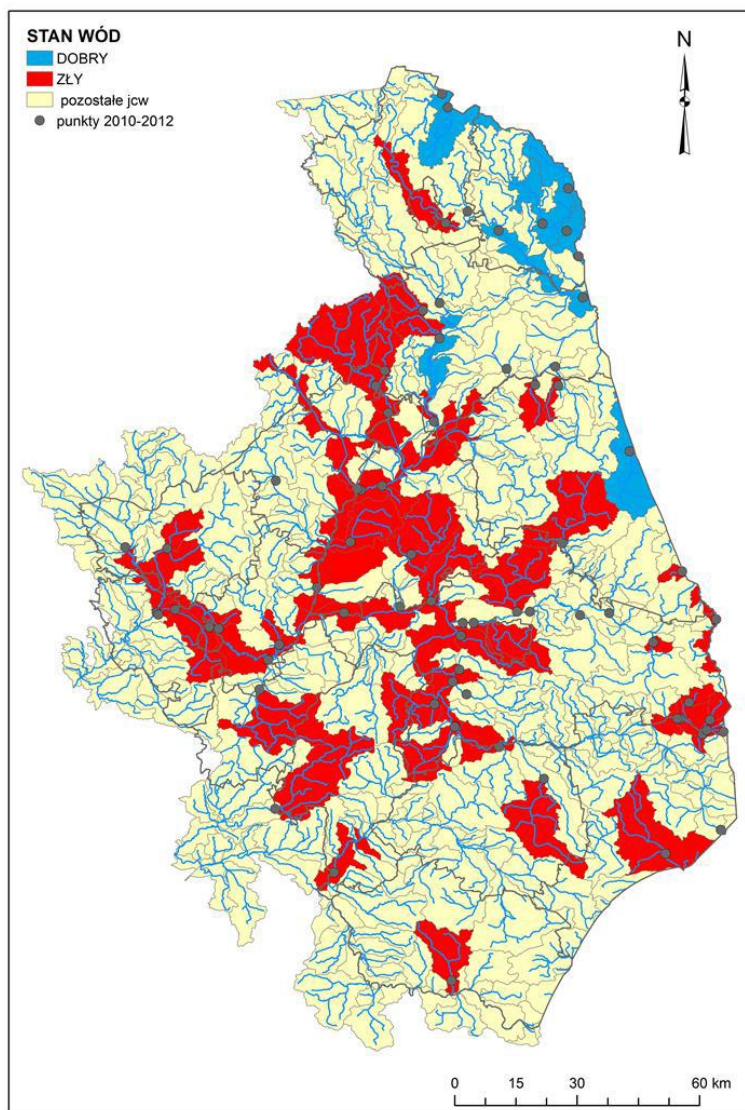 STAN WÓD
DOBRY
ZŁY
pozostałe jcw
punkty 2010-2012
N
0 15 30 60 km